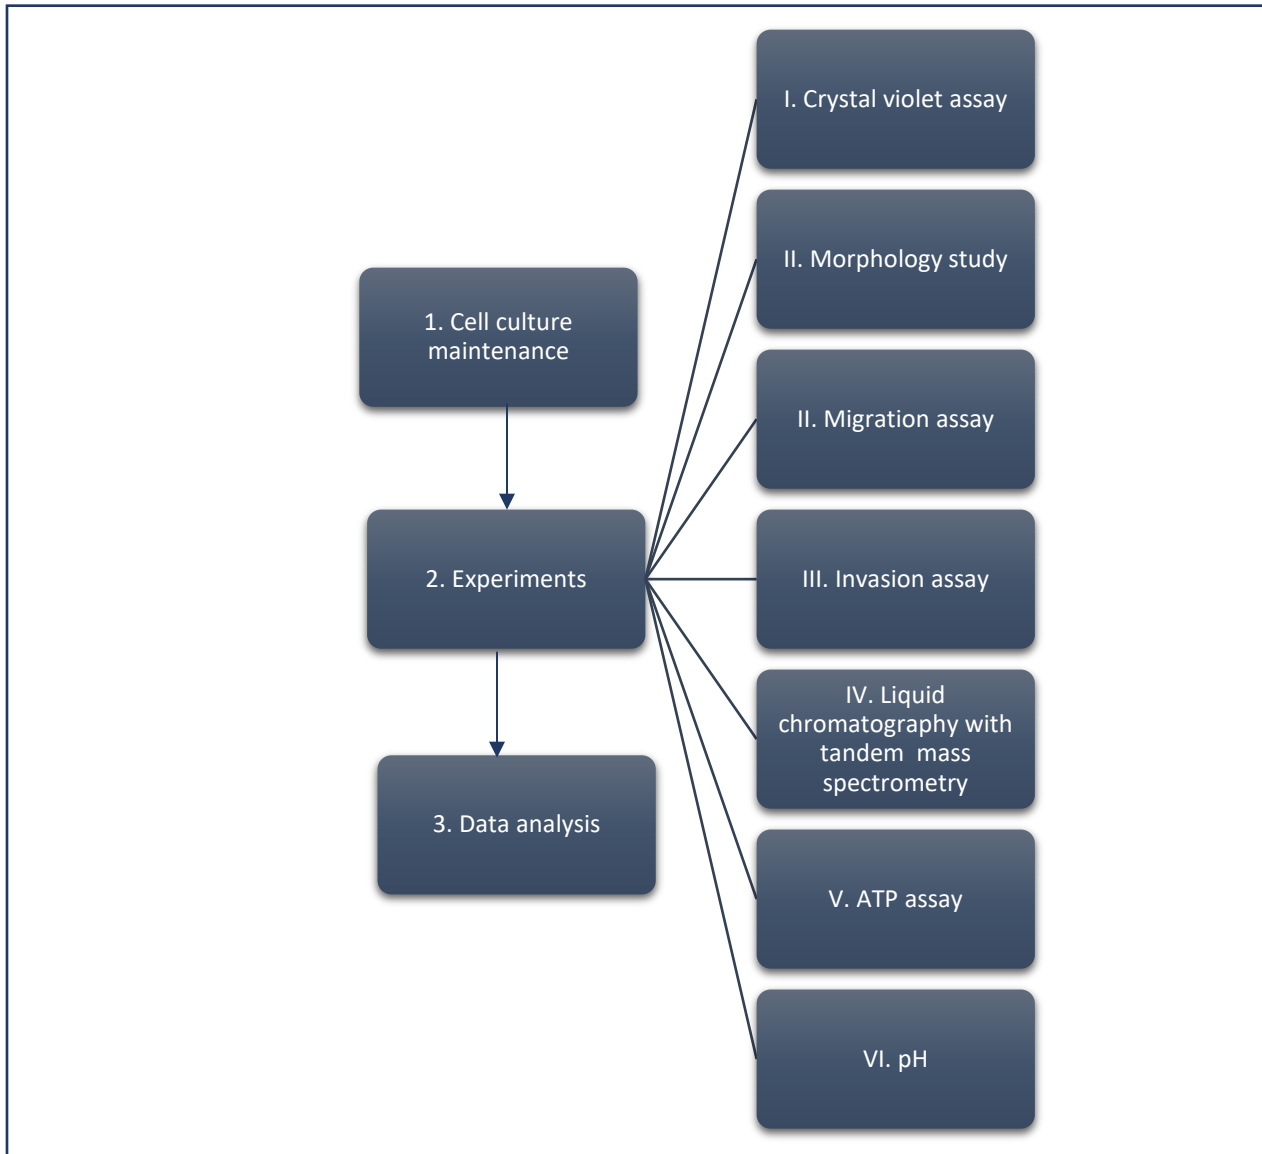 1. Cell culture
maintenance
2. Experiments
3. Data analysis
I. Crystal violet assay
II. Morphology study
II. Migration assay
III. Invasion assay
IV. Liquid
chromatography with
tandem  mass
spectrometry
V. ATP assay
VI. pH